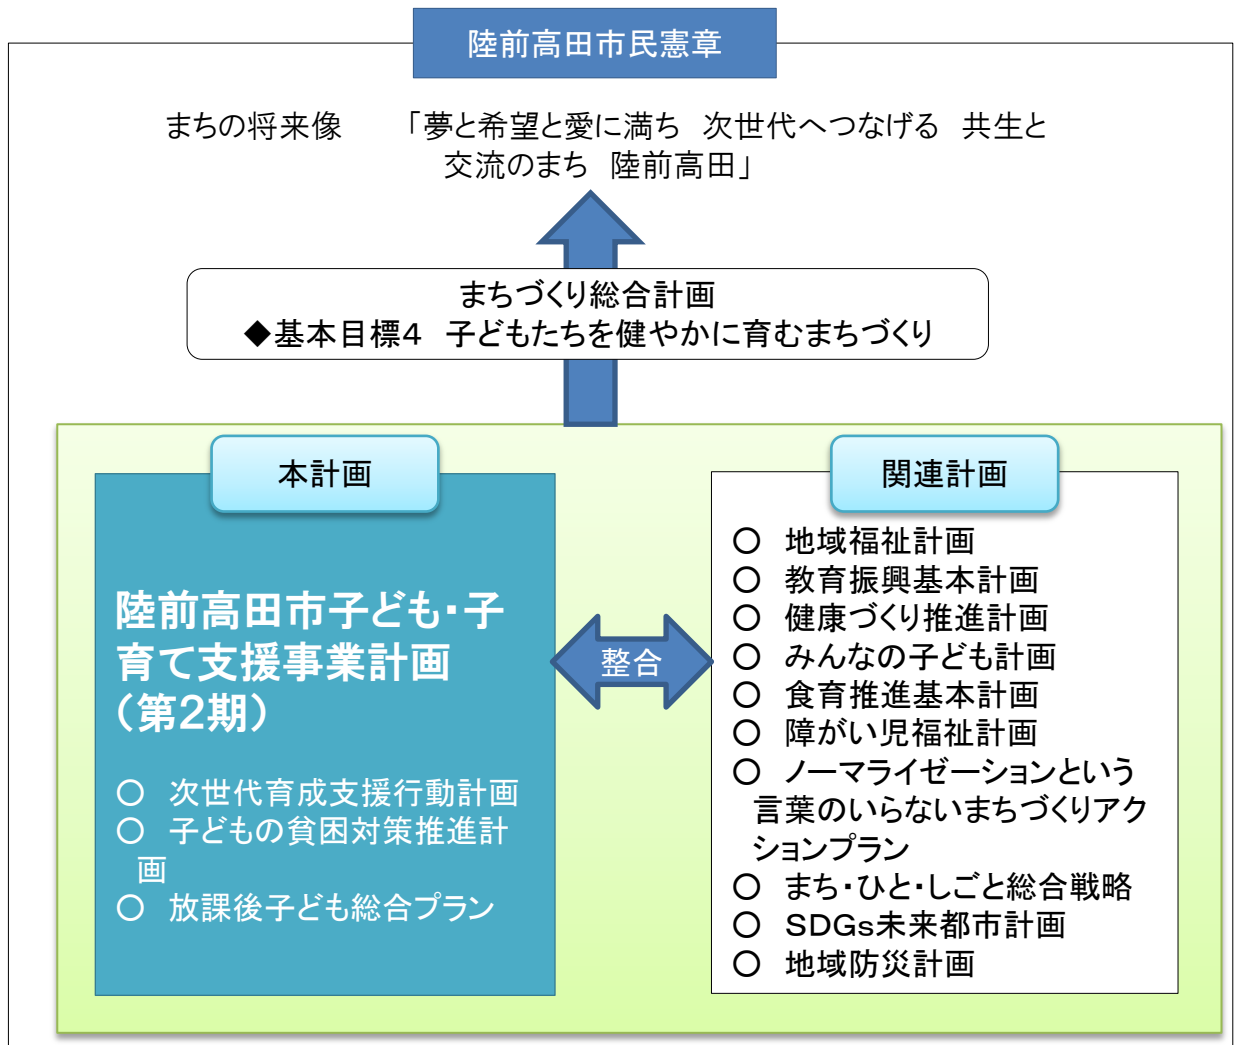 陸前高田市民憲章
まちの将来像　　「夢と希望と愛に満ち　次世代へつなげる　共生と
交流のまち　陸前高田」
まちづくり総合計画
◆基本目標4　子どもたちを健やかに育むまちづくり
本計画
陸前高田市子ども・子
育て支援事業計画
（第2期）
〇　次世代育成支援行動計画
〇　子どもの貧困対策推進計
画
〇　放課後子ども総合プラン
整合
関連計画
〇　地域福祉計画
〇　教育振興基本計画
〇　健康づくり推進計画
〇　みんなの子ども計画
〇　食育推進基本計画
〇　障がい児福祉計画
〇　ノーマライゼーションという
言葉のいらないまちづくりアク
ションプラン
〇　まち・ひと・しごと総合戦略
〇　SDGs未来都市計画
〇　地域防災計画